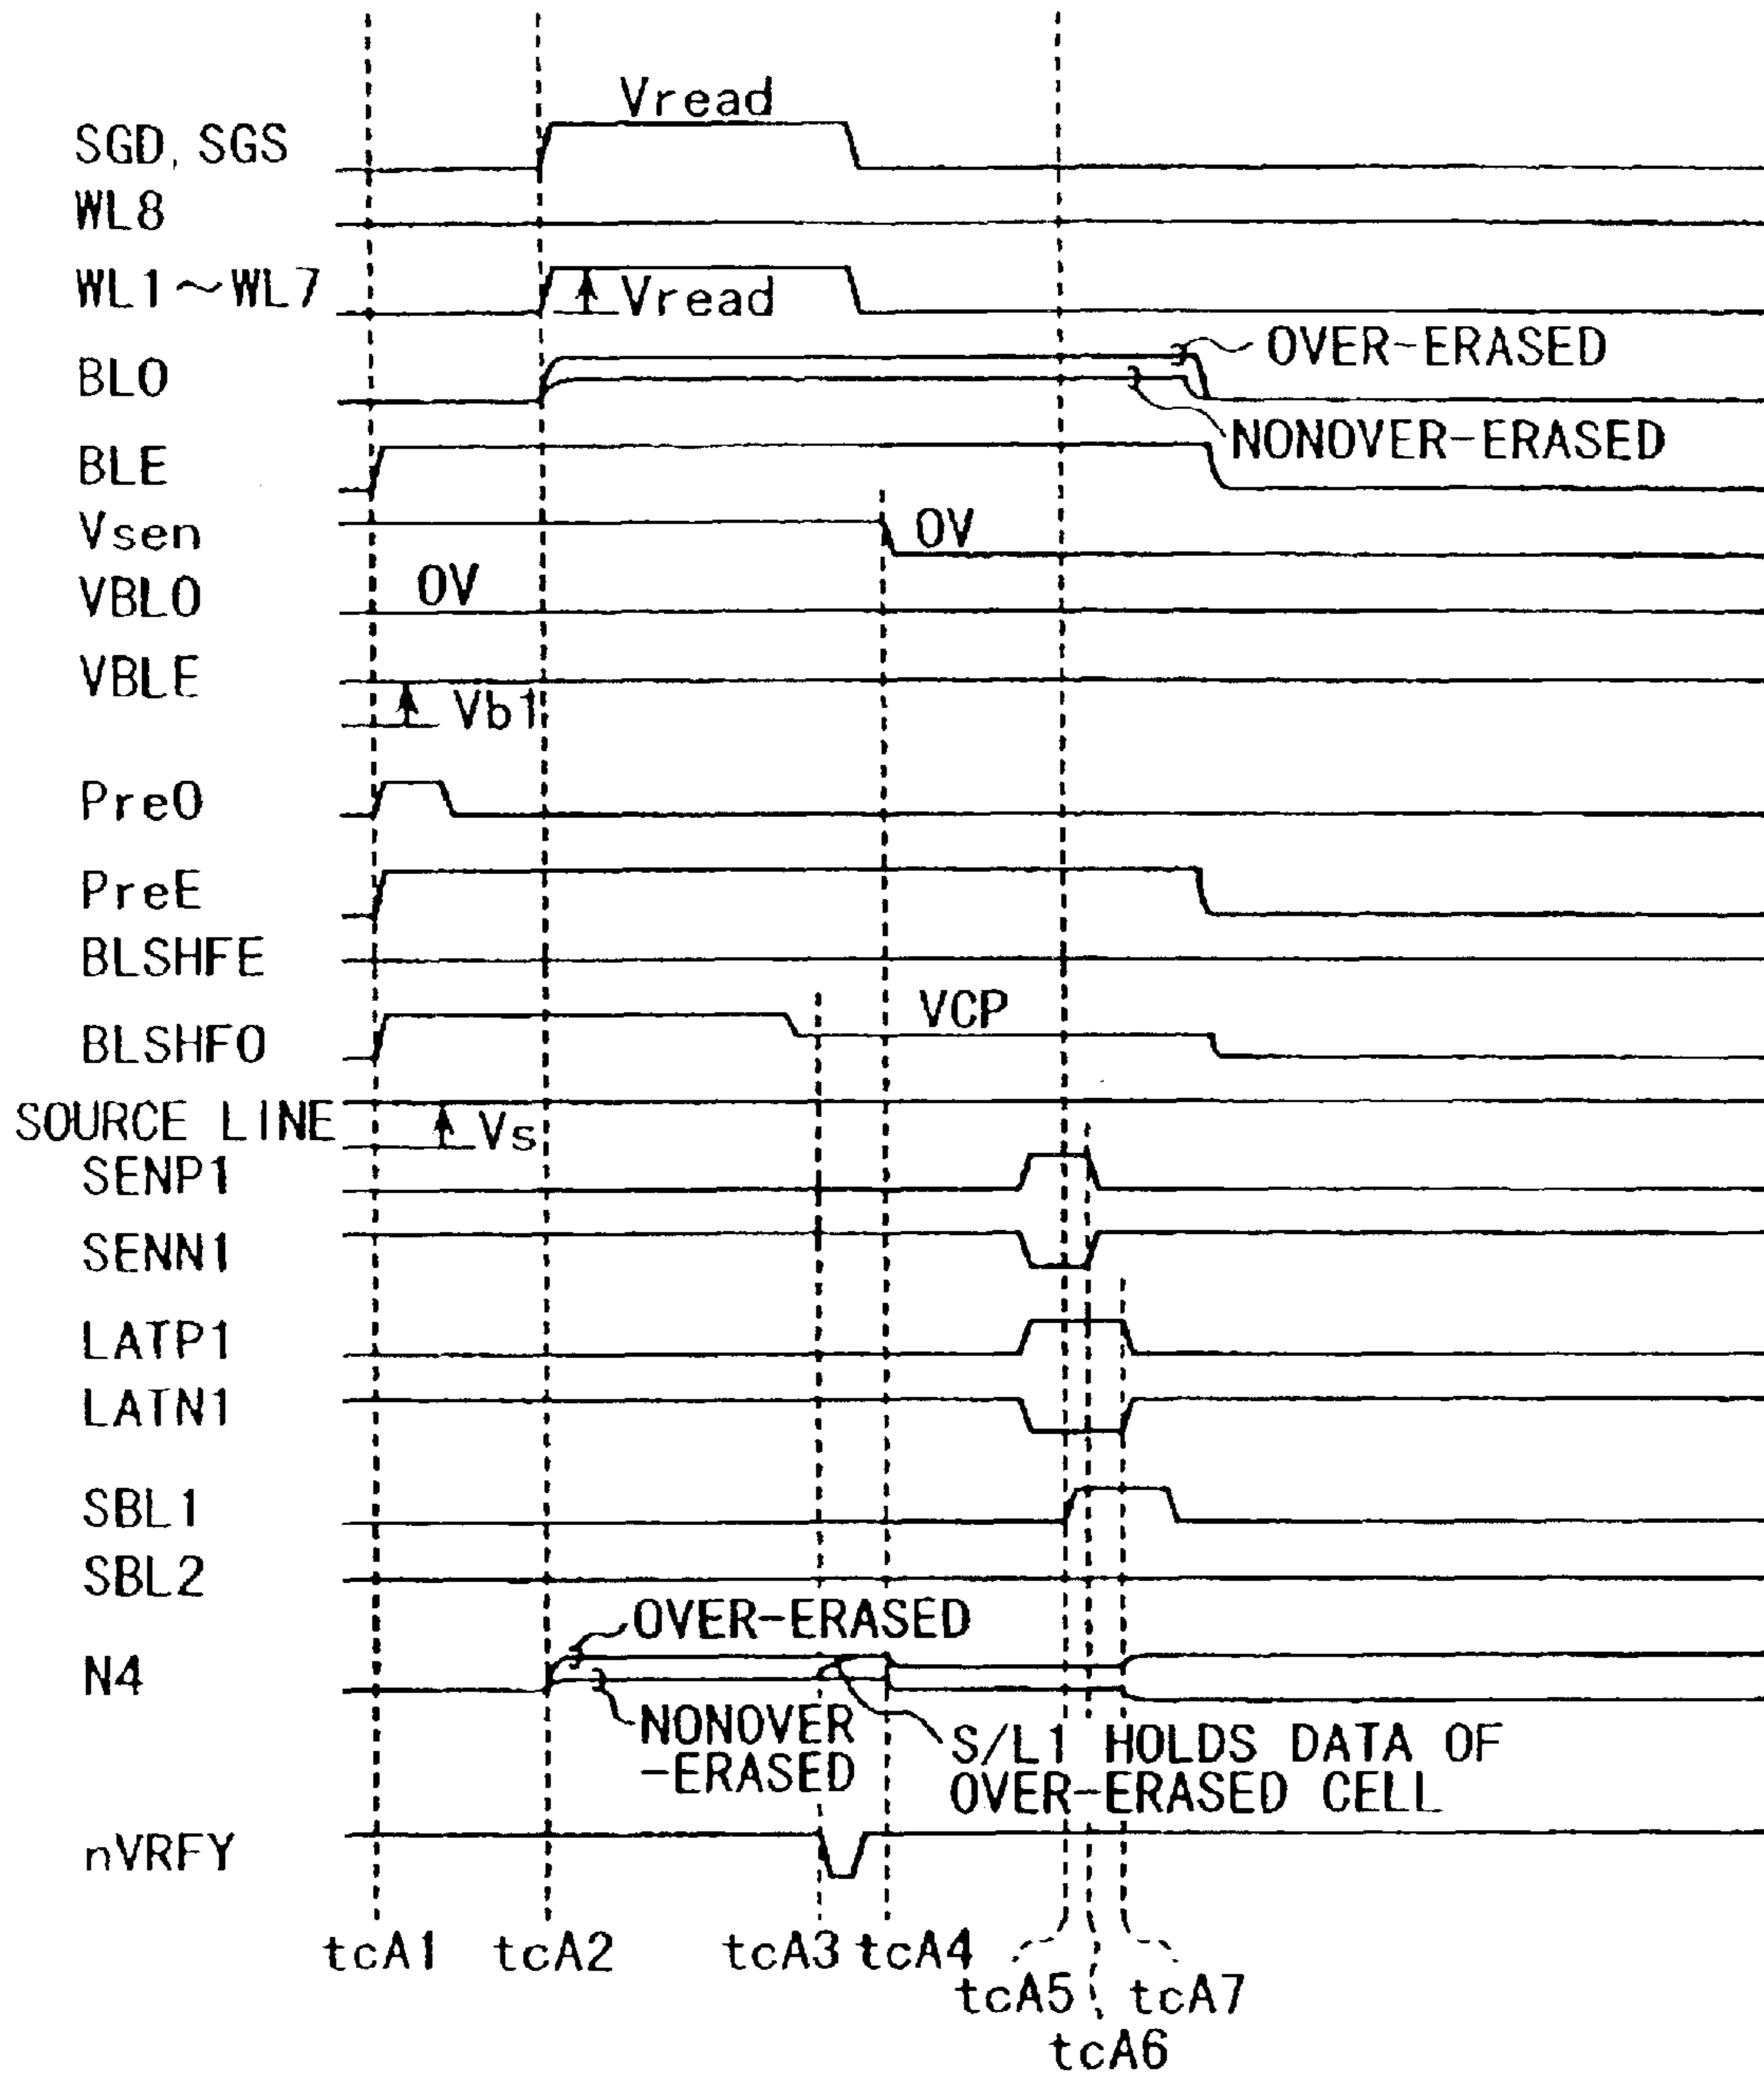 Vread
SGD, SGS
WL8
WL1～WL7
Vread
OVER-ERASED
BLO
NONOVER-ERASED
BLE
Vsen
0V
VBLO
0V
VBLE
Vb1
PreO
PreE
BLSHFE
VCP
BLSHFO
SOURCE LINE
Vs
SENP1
SENN1
LATP1
LATN1
SBL1
SBL2
OVER-ERASED
N4
NONOVER
-ERASED
S/L1 HOLDS DATA OF
OVER-ERASED CELL
nVRFY
tcA1 tcA2 tcA3 tcA4
tcA5 tcA7
tcA6